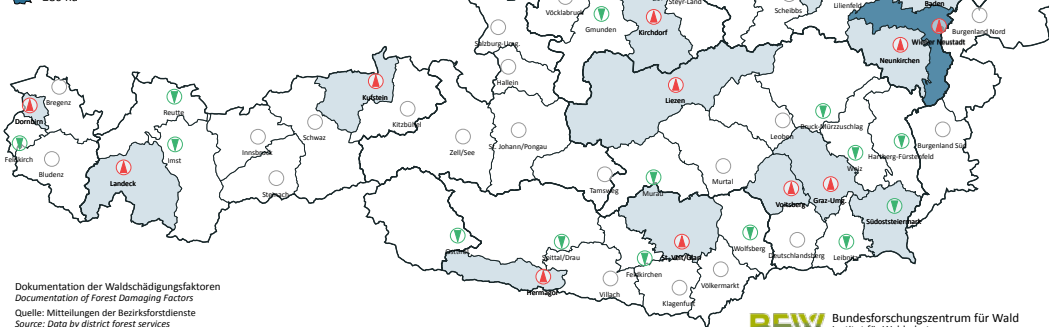 Baden
Steyr-Land
Scheibbs
Lilienfeld
Vöcklabruck
Gmunden
Kirchdorf
Salzburg-Umg.
Wiener Neustadt
Burgenland Nord
Neunkirchen
Hallein
Liezen
Kufstein
Bregenz
Dornbirn
Reutte
Kitzbühel
Schwaz
Bruck-Mürzzuschlag
Leoben
Feldkirch
Bludenz
Imst
Innsbruck
Zell/See
St. Johann/Pongau
Burgenland Süd
Hartberg-Fürstenfeld
Weiz
Landeck
Steinach
Tamsweg
Murau
Murtal
Voitsberg
Graz-Umg.
Südoststeiermark
Osttirol
Spittal/Drau
St. Veit/Glan
Wolfsberg
Deutschlandsberg
Leibnitz
Feldkirchen
Hermagor
Villach
Klagenfurt
Völkermarkt
Dokumentation der Waldschädigungsfaktoren
Documentation of Forest Damaging Factors
Quelle: Mitteilungen der Bezirksforstdienste
Source: Data by district forest services
BFW
Bundesforschungszentrum für Wald